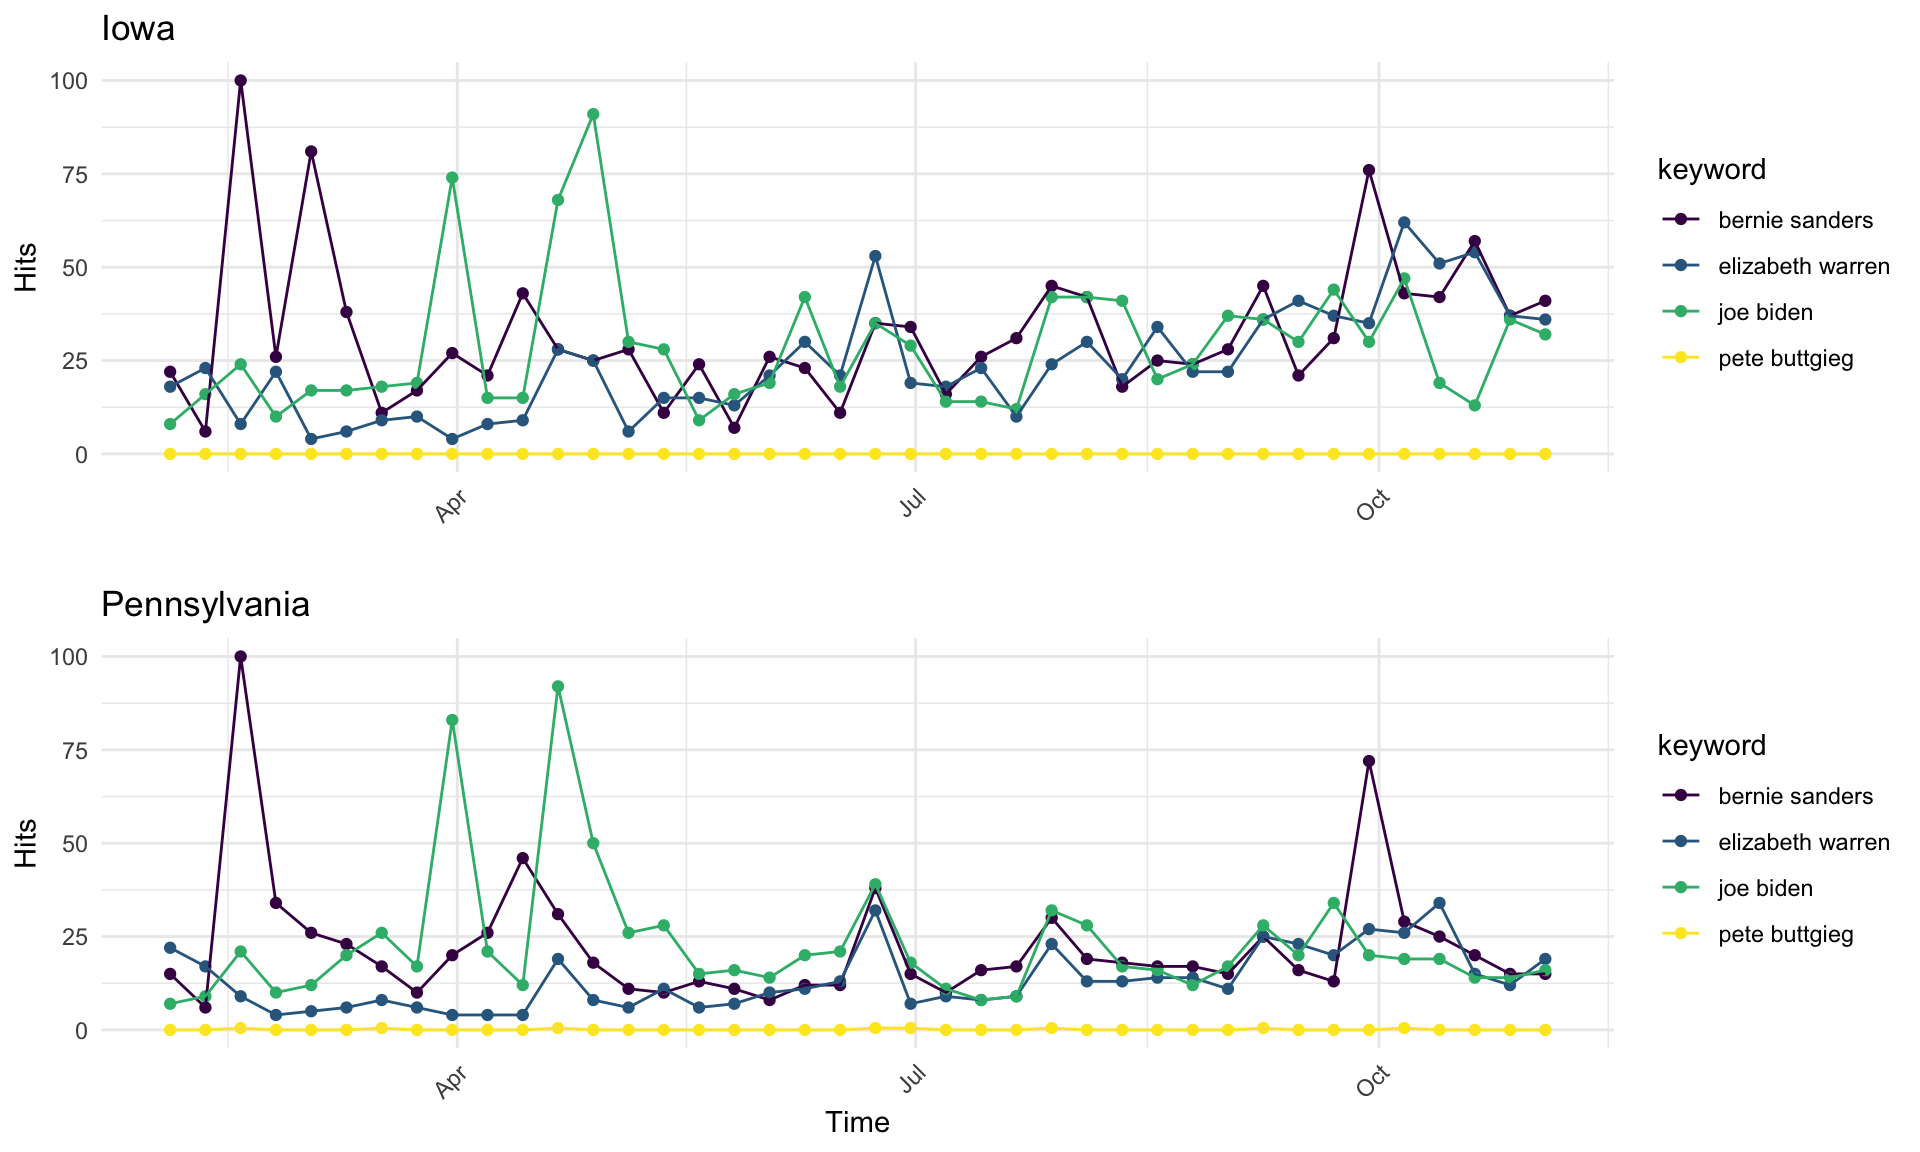 Iowa
100
75
50
25
0
Hits
Apr
Jul
Oct
keyword
bernie sanders
elizabeth warren
joe biden
pete buttgieg
Pennsylvania
100
75
50
25
0
Hits
Apr
Jul
Oct
Time
keyword
bernie sanders
elizabeth warren
joe biden
pete buttgieg